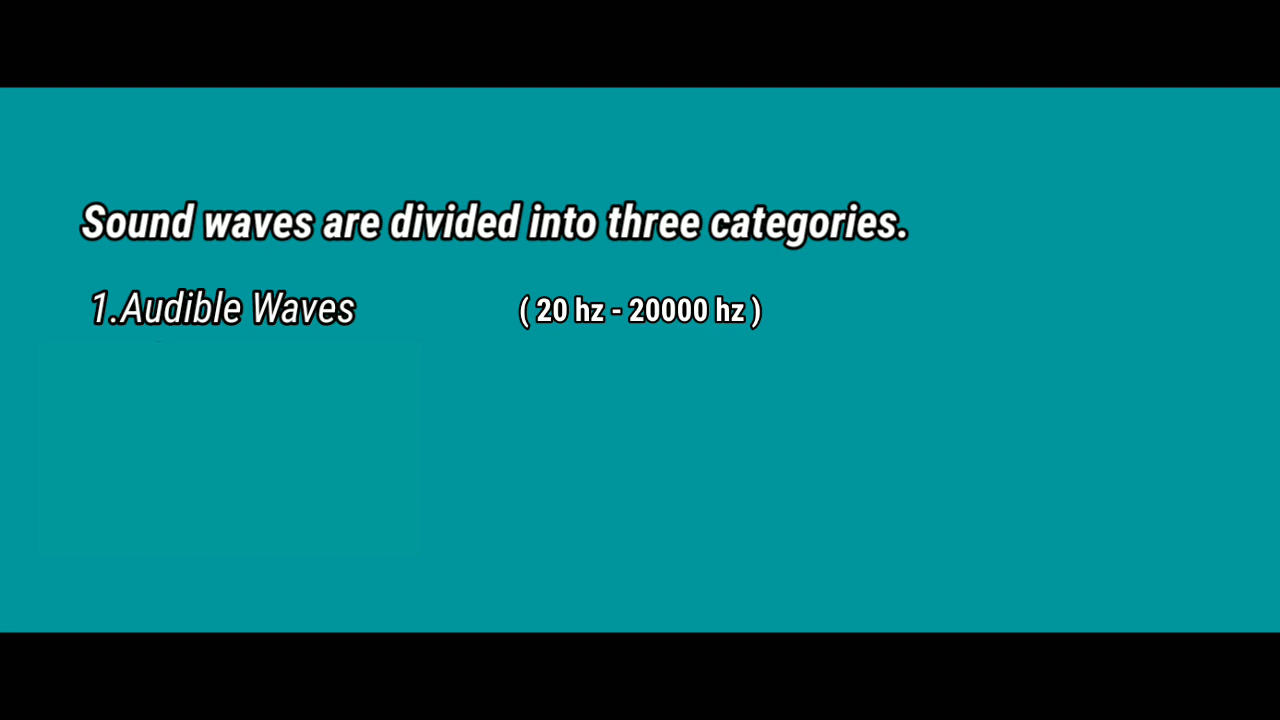 Sound waves are divided into three categories.
1.Audible Waves ( 20 hz - 20000 hz )